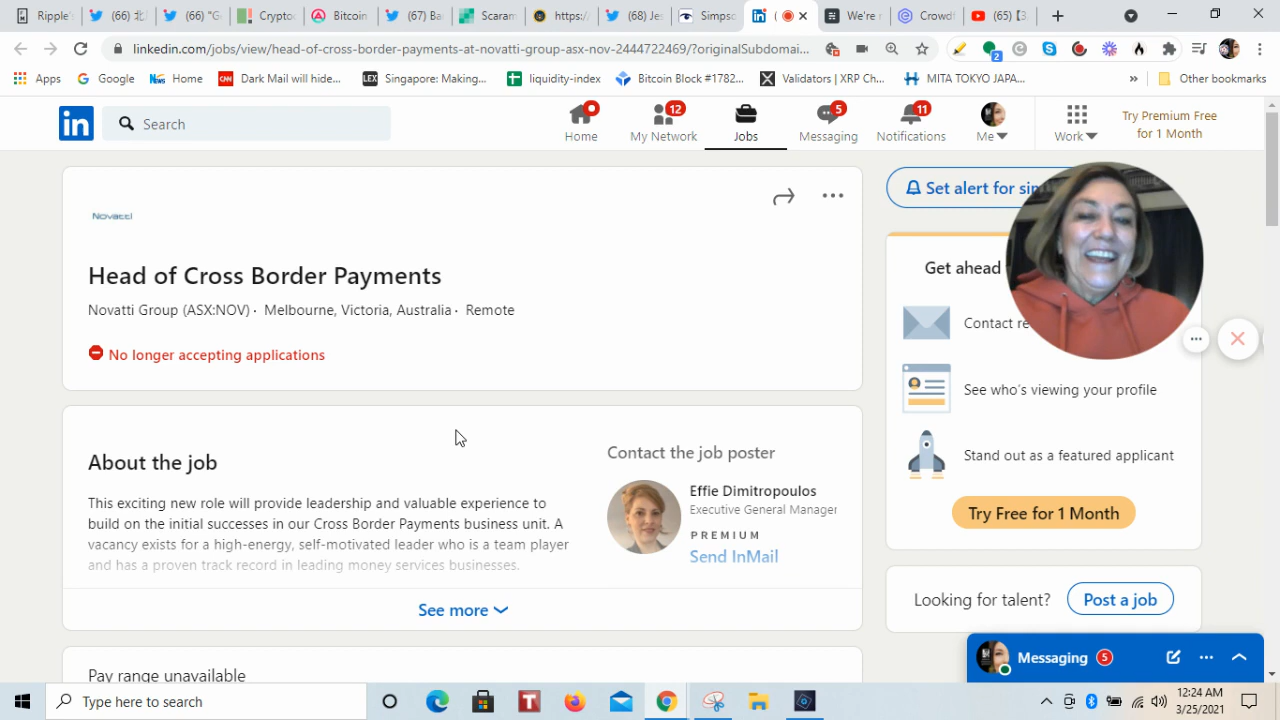 Ripple's
(66) "G
Cryptoc
Bitcoin
(67) Ba
Scaram
https:/
(68) Je
Simpso
We're
Crowdf
(65) [3
linkedin.com/jobs/view/head-of-cross-border-payments-at-novatti-group-asx-nov-2444722469/?originalSubdomai...
Apps
Google
Home
Dark Mail will hide...
Singapore: Making...
liquidity-index
Bitcoin Block #1782...
Validators | XRP Ch...
MITA TOKYO JAPA...
» Other bookmarks
in
Search
Home
12
My Network
Jobs
5
Messaging
11
Notifications
Me
Work
Try Premium Free
for 1 Month
Novatti
Head of Cross Border Payments
Novatti Group (ASX:NOV) · Melbourne, Victoria, Australia · Remote
No longer accepting applications
About the job
This exciting new role will provide leadership and valuable experience to
build on the initial successes in our Cross Border Payments business unit. A
vacancy exists for a high-energy, self-motivated leader who is a team player
and has a proven track record in leading money services businesses.
Contact the job poster
Effie Dimitropoulos
Executive General Manager
PREMIUM
Send InMail
See more
Pay range unavailable
Set alert for sim
Get ahead
Contact re
See who's viewing your profile
Stand out as a featured applicant
Try Free for 1 Month
Looking for talent?
Post a job
Messaging 5
Type here to search
12:24 AM
3/25/2021